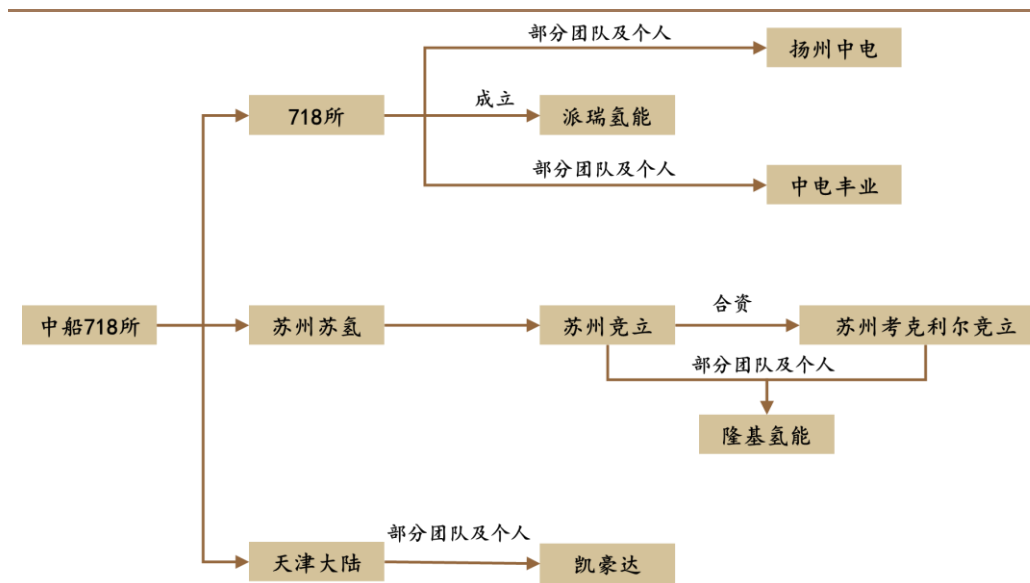 部分团队及个人
扬州中电
718所
成立
派瑞氢能
部分团队及个人
中电丰业
中船718所
苏州苏氢
苏州竞立
合资
苏州考克利尔竞立
部分团队及个人
隆基氢能
天津大陆
部分团队及个人
凯豪达